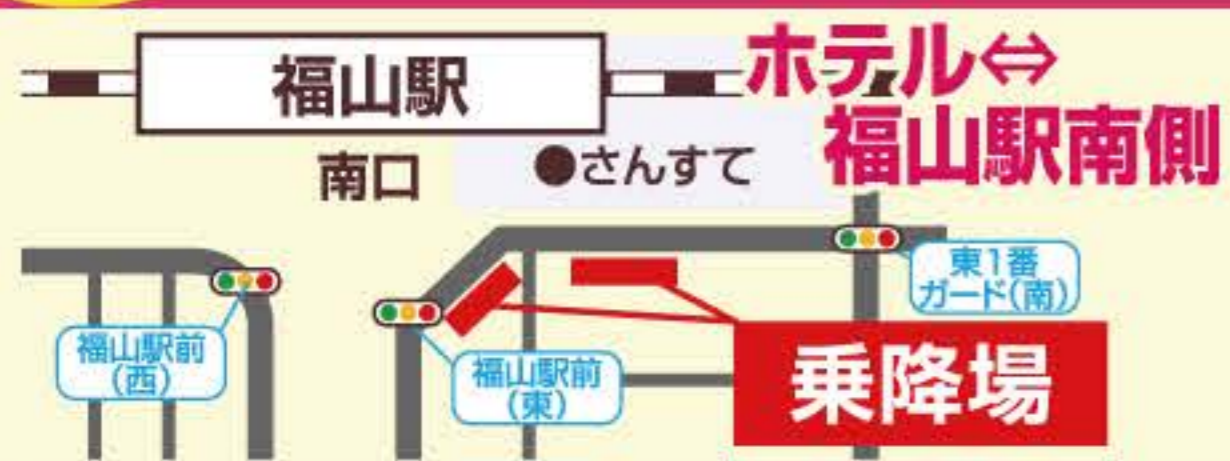 福山駅
ホテル⇔
福山駅南側
南口
●さんすて
東1番
ガード(南)
福山駅前
(西)
福山駅前
(東)
乗降場